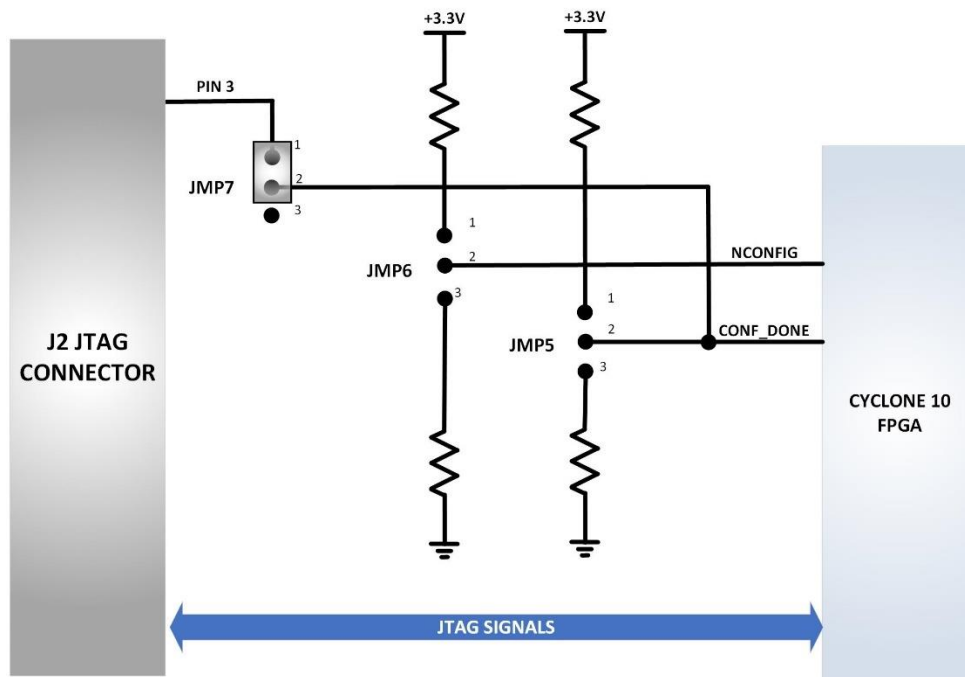 +3.3V
+3.3V
PIN 3
1
2
JMP7
3
1
2
NCONFIG
JMP6
3
1
2
CONF_DONE
JMP5
3
J2 JTAG
CONNECTOR
CYCLONE 10
FPGA
JTAG SIGNALS